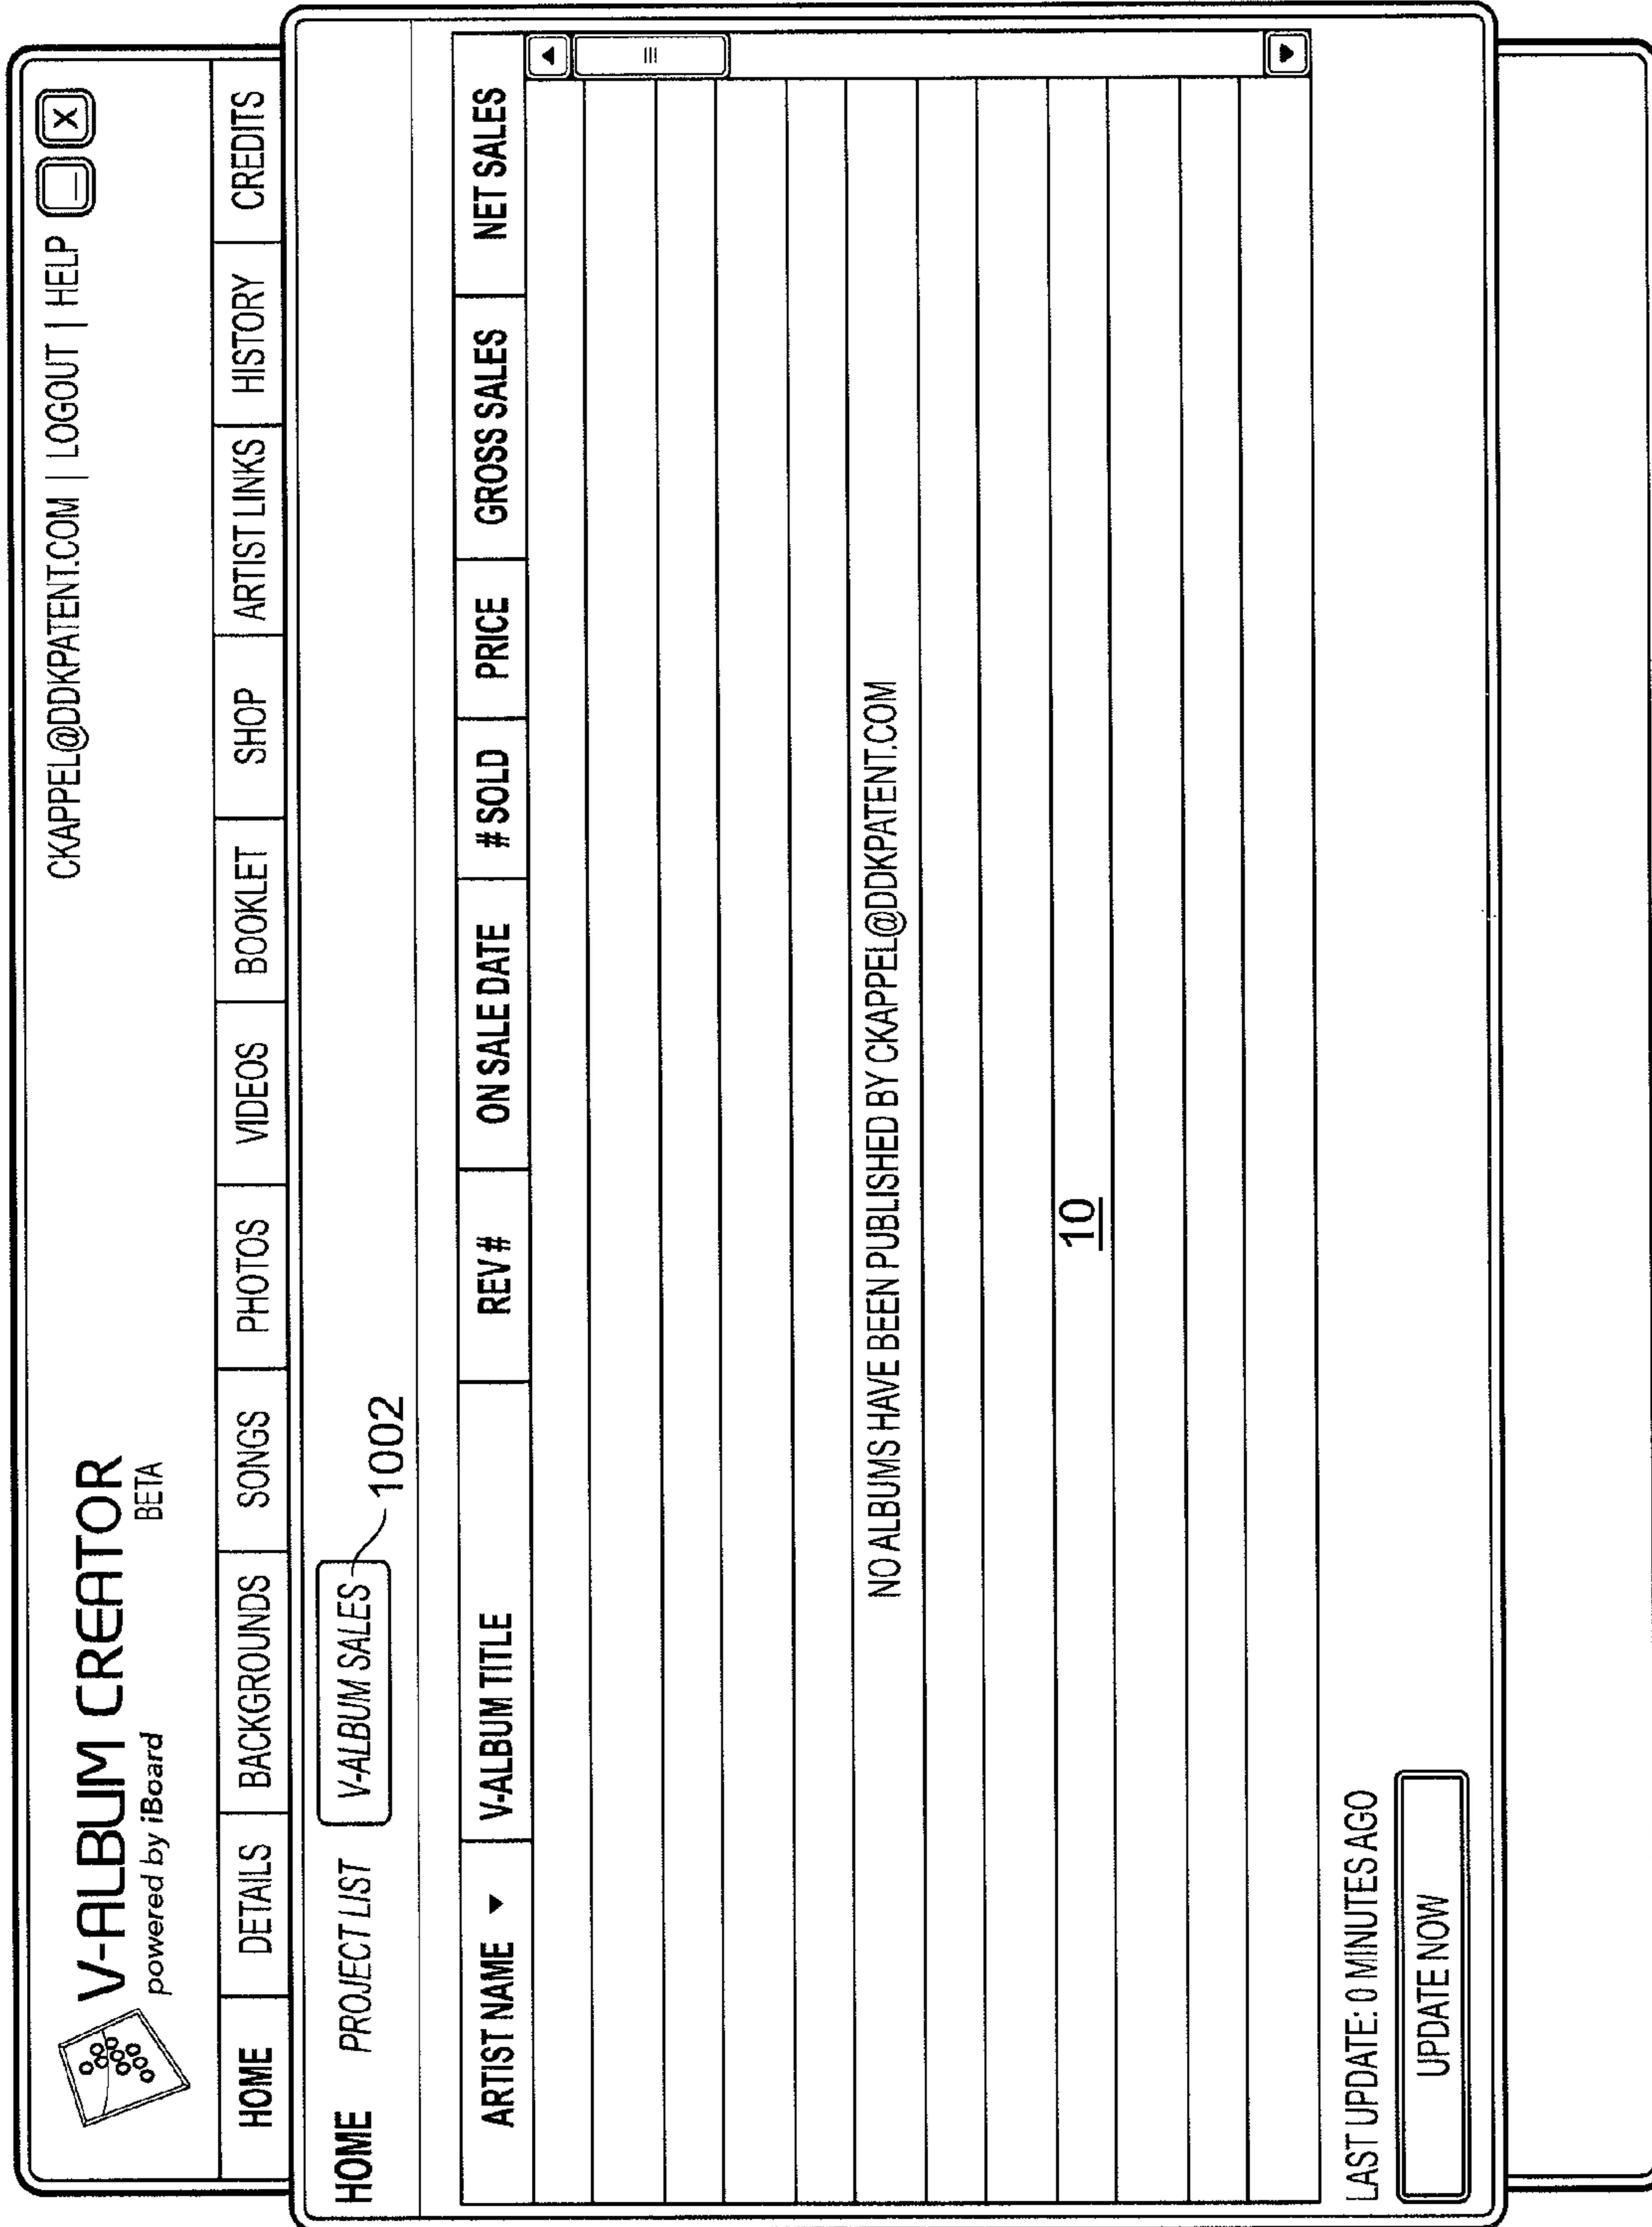 V-ALBUM CREATOR
powered by iBoard BETA
CKAPPEL@DDKPATENT.COM | LOGOUT | HELP _ X
HOME DETAILS BACKGROUNDS SONGS PHOTOS VIDEOS BOOKLET SHOP ARTIST LINKS HISTORY CREDITS
HOME PROJECT LIST V-ALBUM SALES 1002
ARTIST NAME ▼ V-ALBUM TITLE REV # ON SALE DATE # SOLD PRICE GROSS SALES NET SALES
NO ALBUMS HAVE BEEN PUBLISHED BY CKAPPEL@DDKPATENT.COM
10
LAST UPDATE: 0 MINUTES AGO
UPDATE NOW